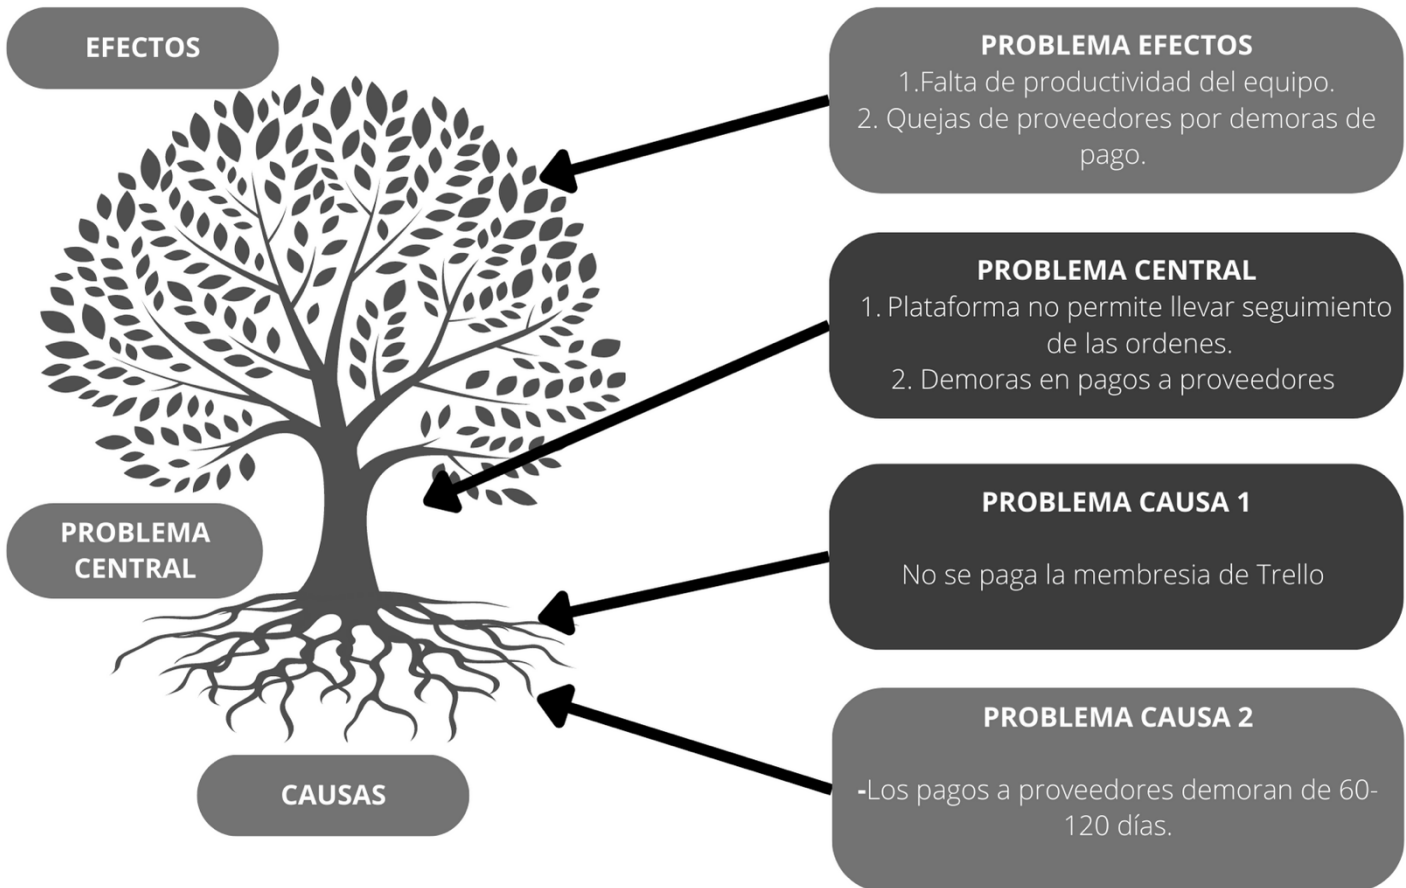 EFECTOS
PROBLEMA EFECTOS
1.Falta de productividad del equipo.
2. Quejas de proveedores por demoras de
pago.
PROBLEMA CENTRAL
1. Plataforma no permite llevar seguimiento
de las ordenes.
2. Demoras en pagos a proveedores
PROBLEMA
CENTRAL
PROBLEMA CAUSA 1
No se paga la membresia de Trello
CAUSAS
PROBLEMA CAUSA 2
-Los pagos a proveedores demoran de 60-
120 días.